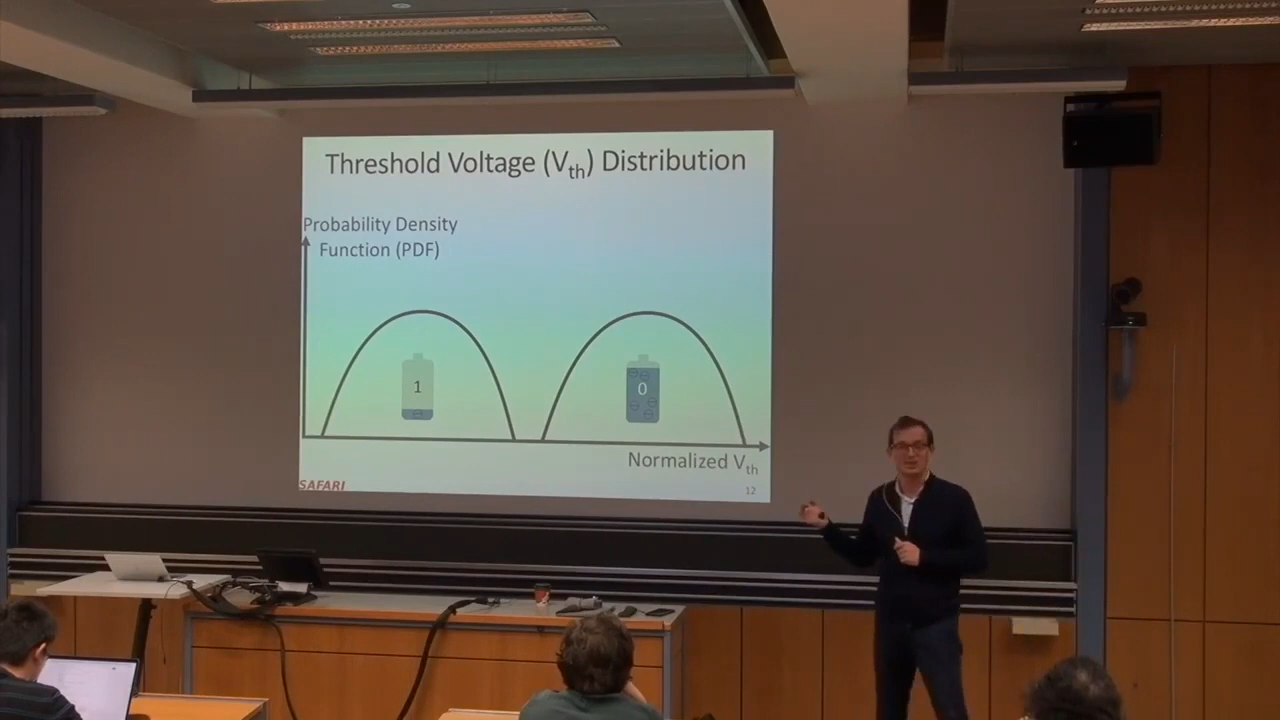 Threshold Voltage (Vth) Distribution
Probability Density
Function (PDF)
1
0
Normalized Vth
SAFARI
12